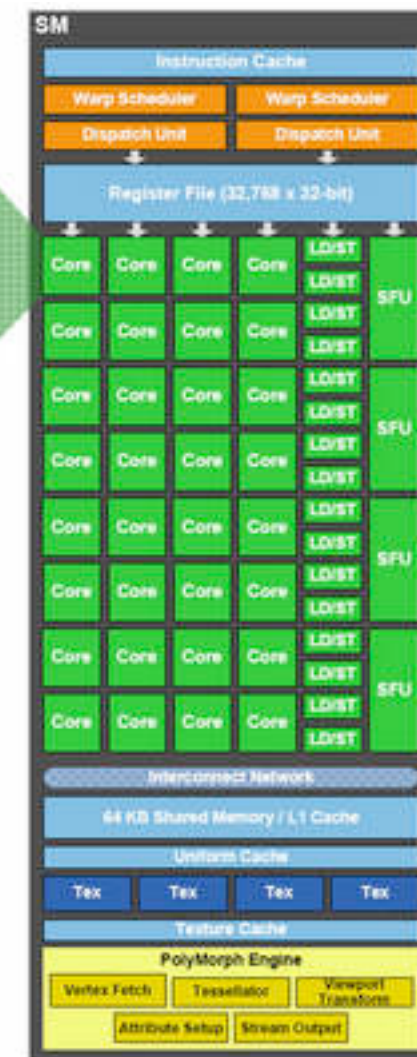 SM
Instruction Cache
Warp Scheduler Warp Scheduler
Dispatch Unit Dispatch Unit
Register File (32,768 x 32-bit)
Core Core Core Core LD/ST SFU
LD/ST
Core Core Core Core LD/ST
LD/ST
Core Core Core Core LD/ST SFU
LD/ST
Core Core Core Core LD/ST
LD/ST
Core Core Core Core LD/ST SFU
LD/ST
Core Core Core Core LD/ST
LD/ST
Core Core Core Core LD/ST SFU
LD/ST
Core Core Core Core LD/ST
LD/ST
Interconnect Network
64 KB Shared Memory / L1 Cache
Uniform Cache
Tex Tex Tex Tex
Texture Cache
PolyMorph Engine
Vertex Fetch Tessellator Viewport
Transform
Attribute Setup Stream Output